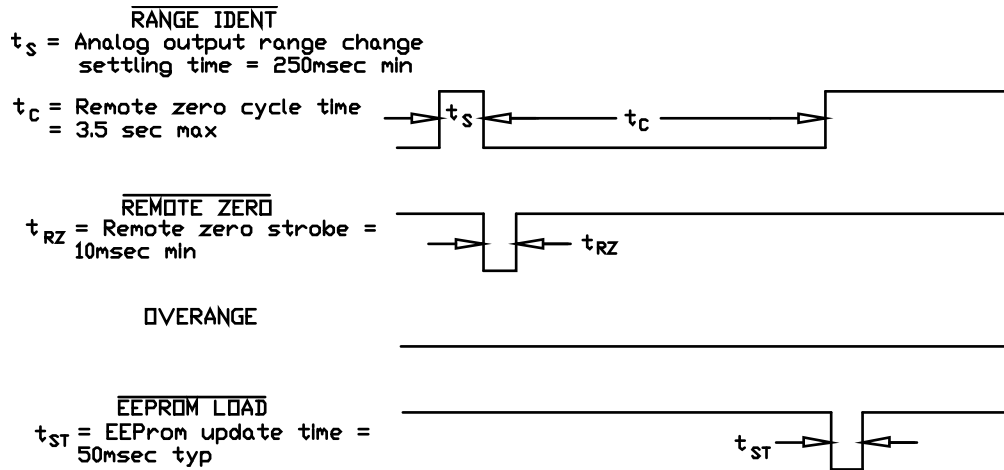 RANGE IDENT
tS = Analog output range change
settling time = 250msec min
tC = Remote zero cycle time
= 3.5 sec max
tS
tC
REMOTE ZERO
tRZ = Remote zero strobe =
10msec min
tRZ
OVERANGE
EEPROM LOAD
tST = EEProm update time =
50msec typ
tST